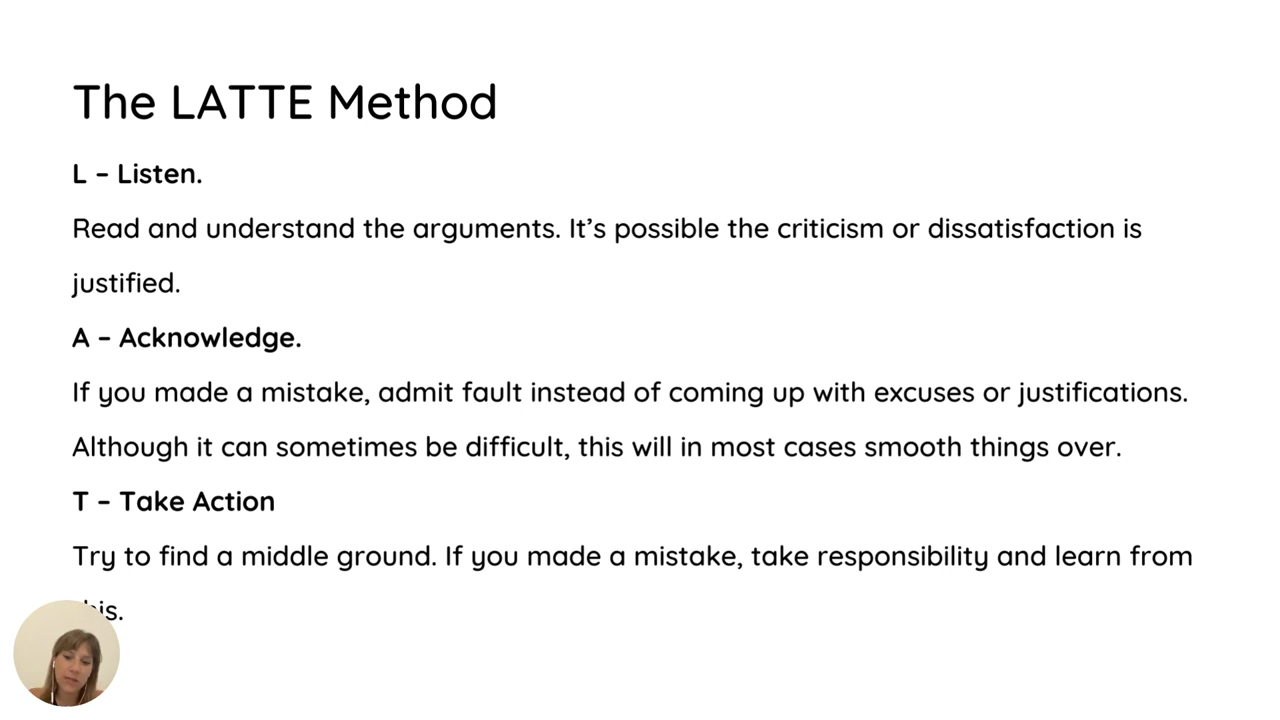 The LATTE Method
L – Listen.
Read and understand the arguments. It’s possible the criticism or dissatisfaction is
justified.
A – Acknowledge.
If you made a mistake, admit fault instead of coming up with excuses or justifications.
Although it can sometimes be difficult, this will in most cases smooth things over.
T – Take Action
Try to find a middle ground. If you made a mistake, take responsibility and learn from